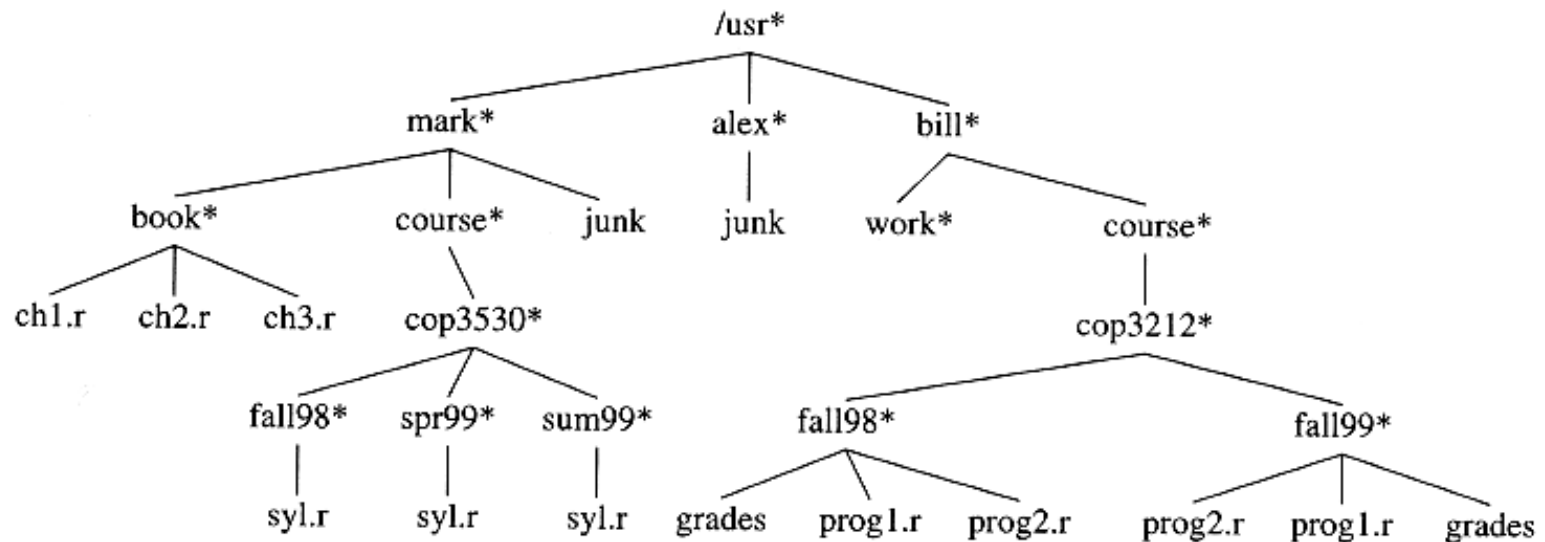 /usr*
mark* alex* bill*
book* course* junk junk work* course*
ch1.r ch2.r ch3.r cop3530* cop3212*
fall98* spr99* sum99* fall98* fall99*
syl.r syl.r syl.r grades prog1.r prog2.r prog2.r prog1.r grades